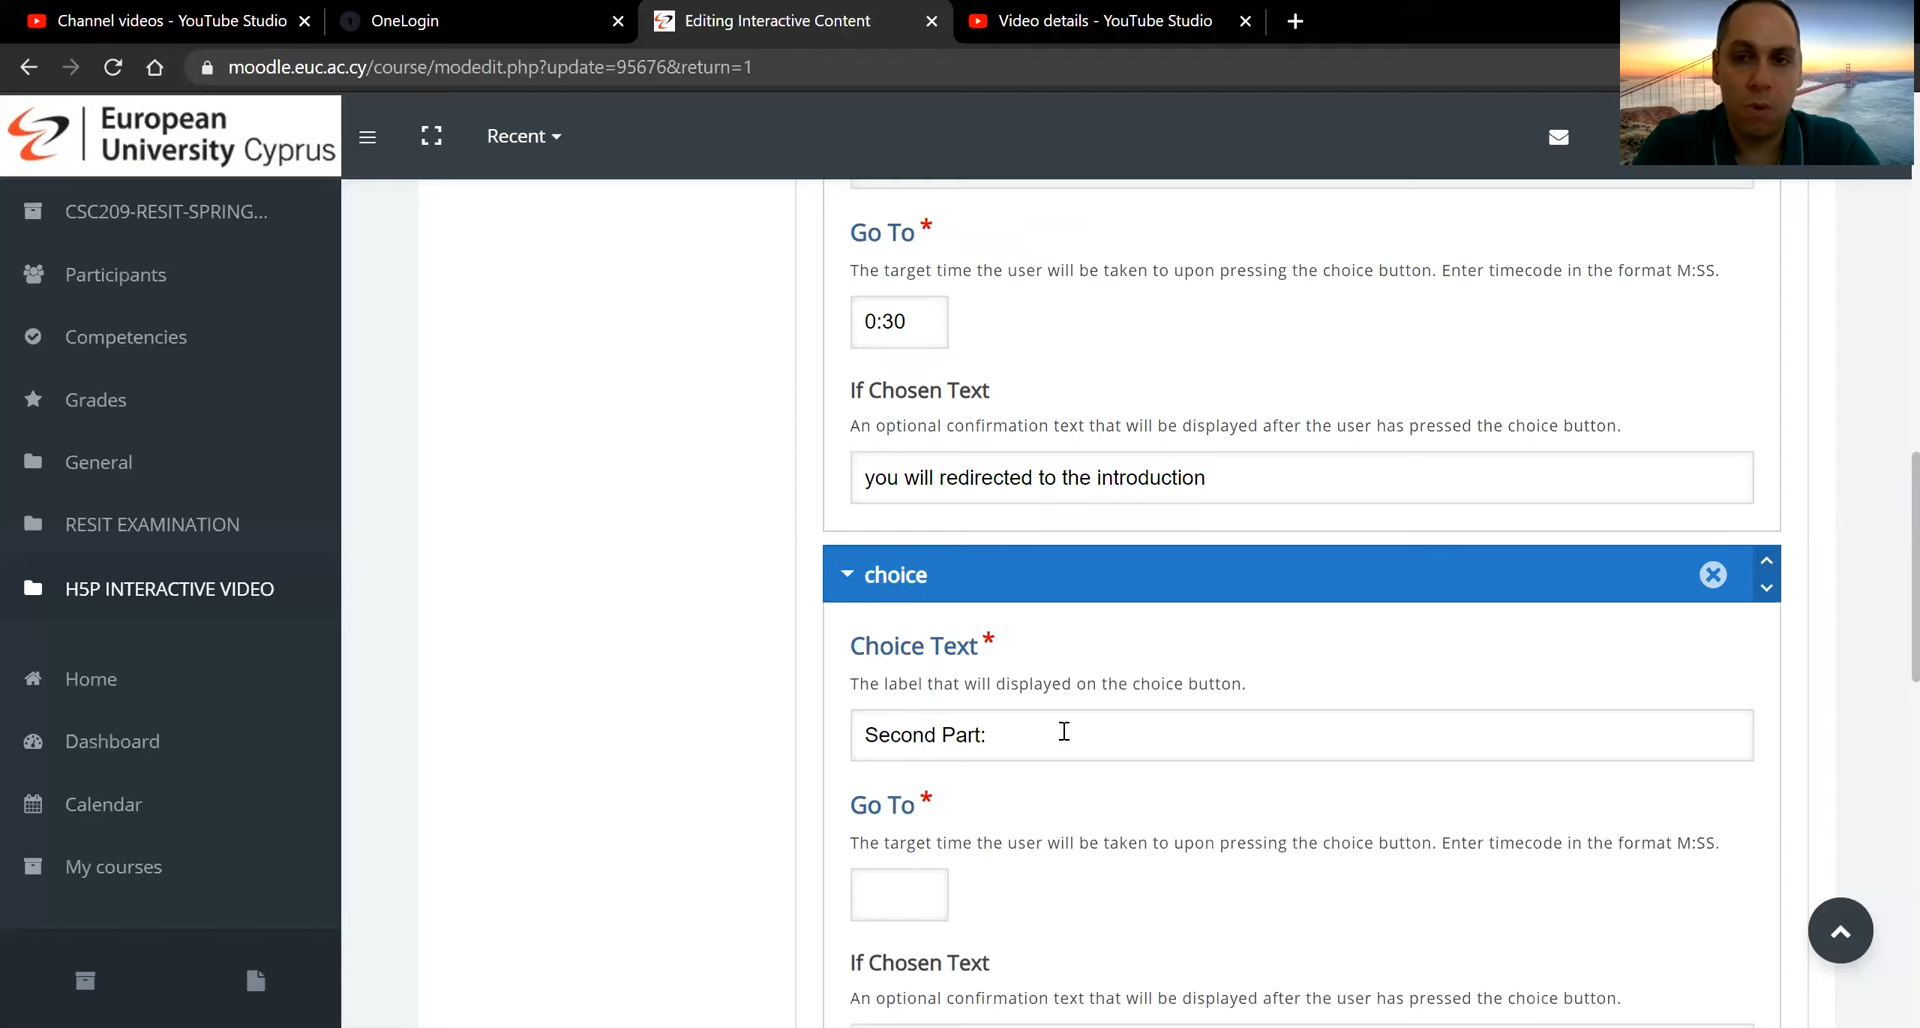 Channel videos - YouTube Studio
OneLogin
Editing Interactive Content
Video details - YouTube Studio
moodle.euc.ac.cy/course/modedit.php?update=95676&return=1
European
University Cyprus
Recent
CSC209-RESIT-SPRING...
Participants
Competencies
Grades
General
RESIT EXAMINATION
H5P INTERACTIVE VIDEO
Home
Dashboard
Calendar
My courses
Go To *
The target time the user will be taken to upon pressing the choice button. Enter timecode in the format M:SS.
0:30
If Chosen Text
An optional confirmation text that will be displayed after the user has pressed the choice button.
you will redirected to the introduction
choice
Choice Text *
The label that will displayed on the choice button.
Second Part:
Go To *
The target time the user will be taken to upon pressing the choice button. Enter timecode in the format M:SS.
If Chosen Text
An optional confirmation text that will be displayed after the user has pressed the choice button.